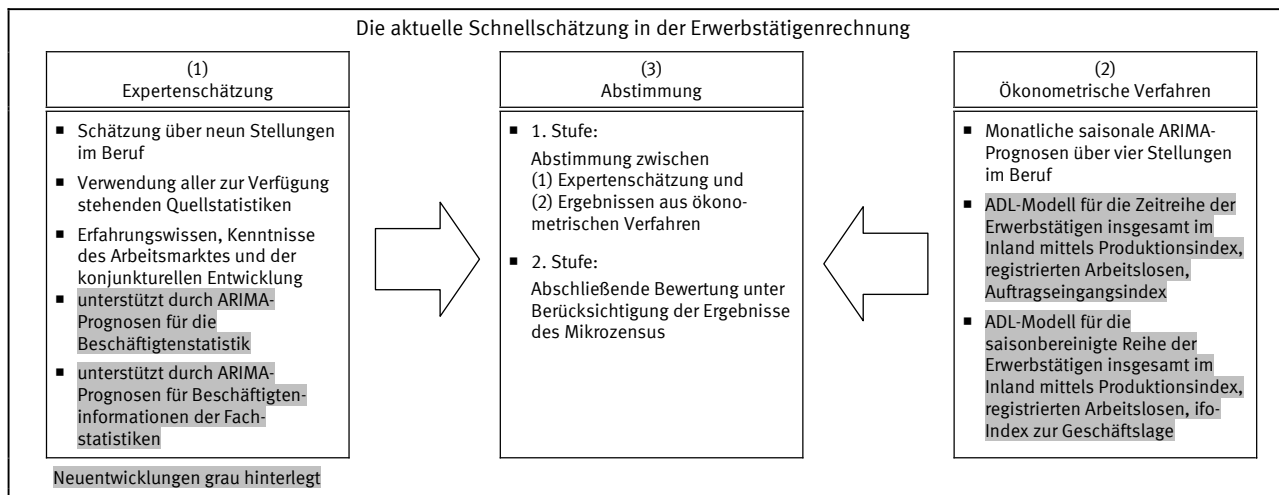 Die aktuelle Schnellschätzung in der Erwerbstätigenrechnung
(1)
Expertenschätzung
■ Schätzung über neun Stellungen
im Beruf
■ Verwendung aller zur Verfügung
stehenden Quellstatistiken
■ Erfahrungswissen, Kenntnisse
des Arbeitsmarktes und der
konjunkturellen Entwicklung
■ unterstützt durch ARIMA-
Prognosen für die
Beschäftigtenstatistik
■ unterstützt durch ARIMA-
Prognosen für Beschäftigten-
informationen der Fach-
statistiken
(3)
Abstimmung
■ 1. Stufe:
Abstimmung zwischen
(1) Expertenschätzung und
(2) Ergebnissen aus ökono-
metrischen Verfahren
■ 2. Stufe:
Abschließende Bewertung unter
Berücksichtigung der Ergebnisse
des Mikrozensus
(2)
Ökonometrische Verfahren
■ Monatliche saisonale ARIMA-
Prognosen über vier Stellungen
im Beruf
■ ADL-Modell für die Zeitreihe der
Erwerbstätigen insgesamt im
Inland mittels Produktionsindex,
registrierten Arbeitslosen,
Auftragseingangsindex
■ ADL-Modell für die
saisonbereinigte Reihe der
Erwerbstätigen insgesamt im
Inland mittels Produktionsindex,
registrierten Arbeitslosen, ifo-
Index zur Geschäftslage
Neuentwicklungen grau hinterlegt